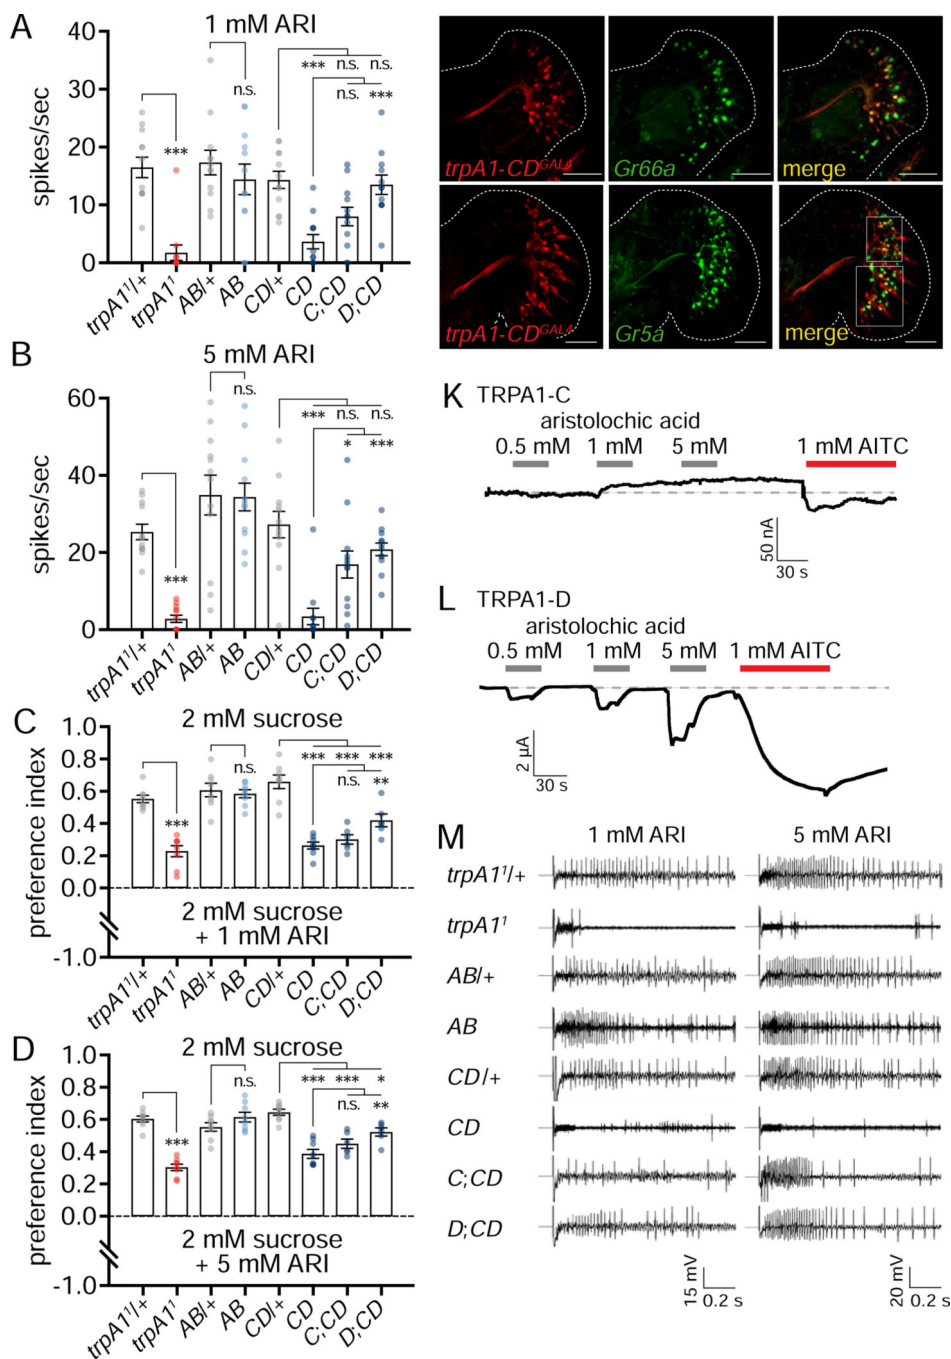 A
1 mM ARI
spikes/sec
40
30
20
10
0
***
n.s.
*** n.s. n.s.
n.s.
***
trpA1¹/+ trpA1¹ AB/+ AB CD/+ CD C;CD D;CD
B
5 mM ARI
spikes/sec
60
40
20
0
***
n.s.
*** n.s. n.s.
* ***
trpA1¹/+ trpA1¹ AB/+ AB CD/+ CD C;CD D;CD
C
2 mM sucrose
preference index
1.0
0.8
0.6
0.4
0.2
0.0
-1.0
***
n.s.
*** *** ***
n.s. **
2 mM sucrose
+ 1 mM ARI
trpA1¹/+ trpA1¹ AB/+ AB CD/+ CD C;CD D;CD
D
2 mM sucrose
preference index
1.0
0.8
0.6
0.4
0.2
0.0
-1.0
***
n.s.
*** *** *
n.s. **
2 mM sucrose
+ 5 mM ARI
trpA1¹/+ trpA1¹ AB/+ AB CD/+ CD C;CD D;CD
trpA1-CD^GAL4 Gr66a merge
trpA1-CD^GAL4 Gr5a merge
K TRPA1-C
aristolochic acid
0.5 mM 1 mM 5 mM 1 mM AITC
50 nA
30 s
L TRPA1-D
aristolochic acid
0.5 mM 1 mM 5 mM 1 mM AITC
2 µA
30 s
M 1 mM ARI 5 mM ARI
trpA1¹/+
trpA1¹
AB/+
AB
CD/+
CD
C;CD
D;CD
15 mV
0.2 s
20 mV
0.2 s